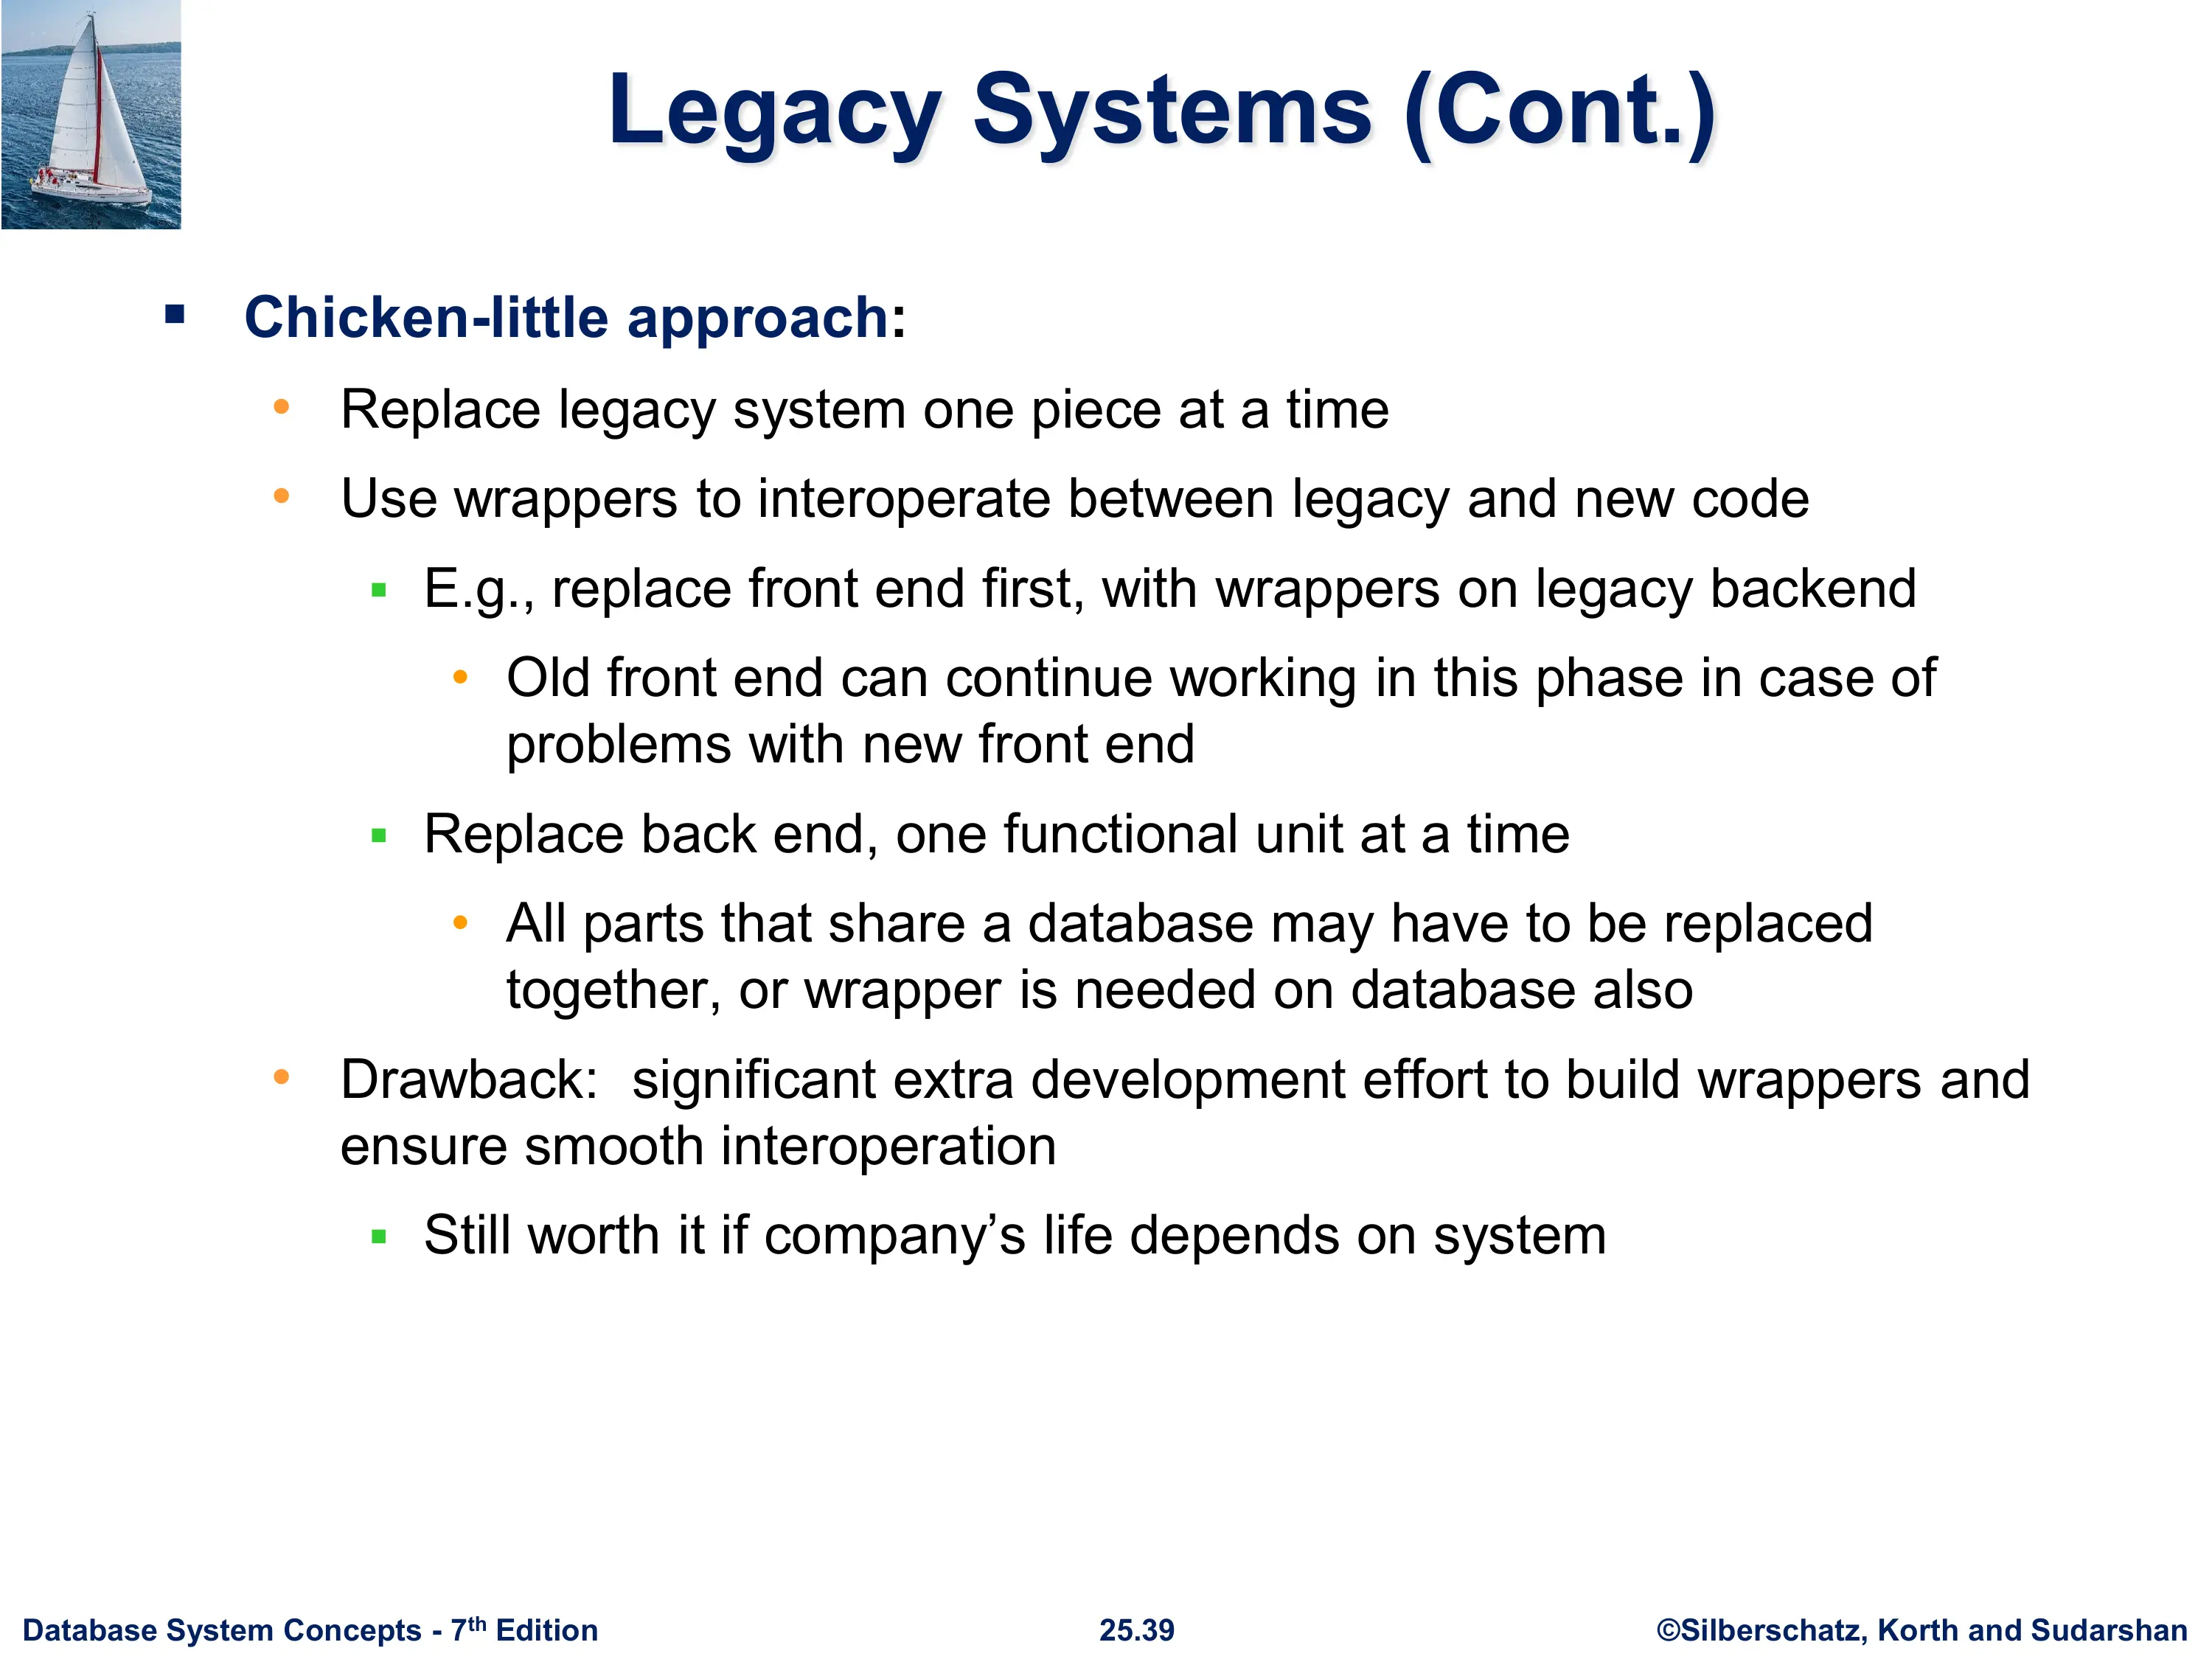 Legacy Systems (Cont.)
▪ Chicken-little approach:
• Replace legacy system one piece at a time
• Use wrappers to interoperate between legacy and new code
▪ E.g., replace front end first, with wrappers on legacy backend
• Old front end can continue working in this phase in case of
problems with new front end
▪ Replace back end, one functional unit at a time
• All parts that share a database may have to be replaced
together, or wrapper is needed on database also
• Drawback:  significant extra development effort to build wrappers and
ensure smooth interoperation
▪ Still worth it if company’s life depends on system
Database System Concepts - 7th Edition
25.39
©Silberschatz, Korth and Sudarshan